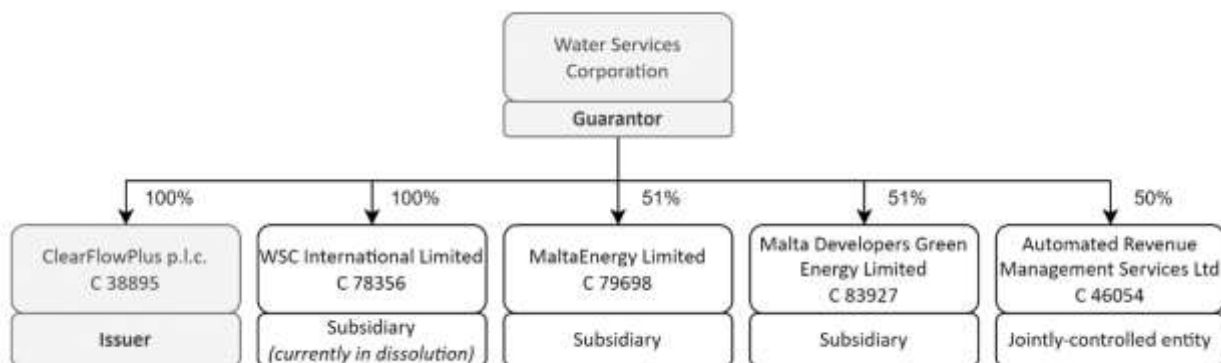 Water Services
Corporation
Guarantor
100%
100%
51%
51%
50%
ClearFlowPlus p.l.c.
C 38895
Issuer
WSC International Limited
C 78356
Subsidiary
(currently in dissolution)
MaltaEnergy Limited
C 79698
Subsidiary
Malta Developers Green
Energy Limited
C 83927
Subsidiary
Automated Revenue
Management Services Ltd
C 46054
Jointly-controlled entity